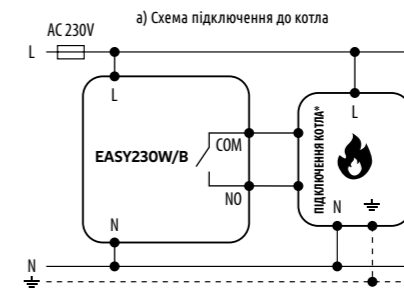 а) Схема підключення до котла
AC 230V
L
L
L
EASY230W/B
COM
NO
ПІДКЛЮЧЕННЯ КОТЛА*
N
N
N